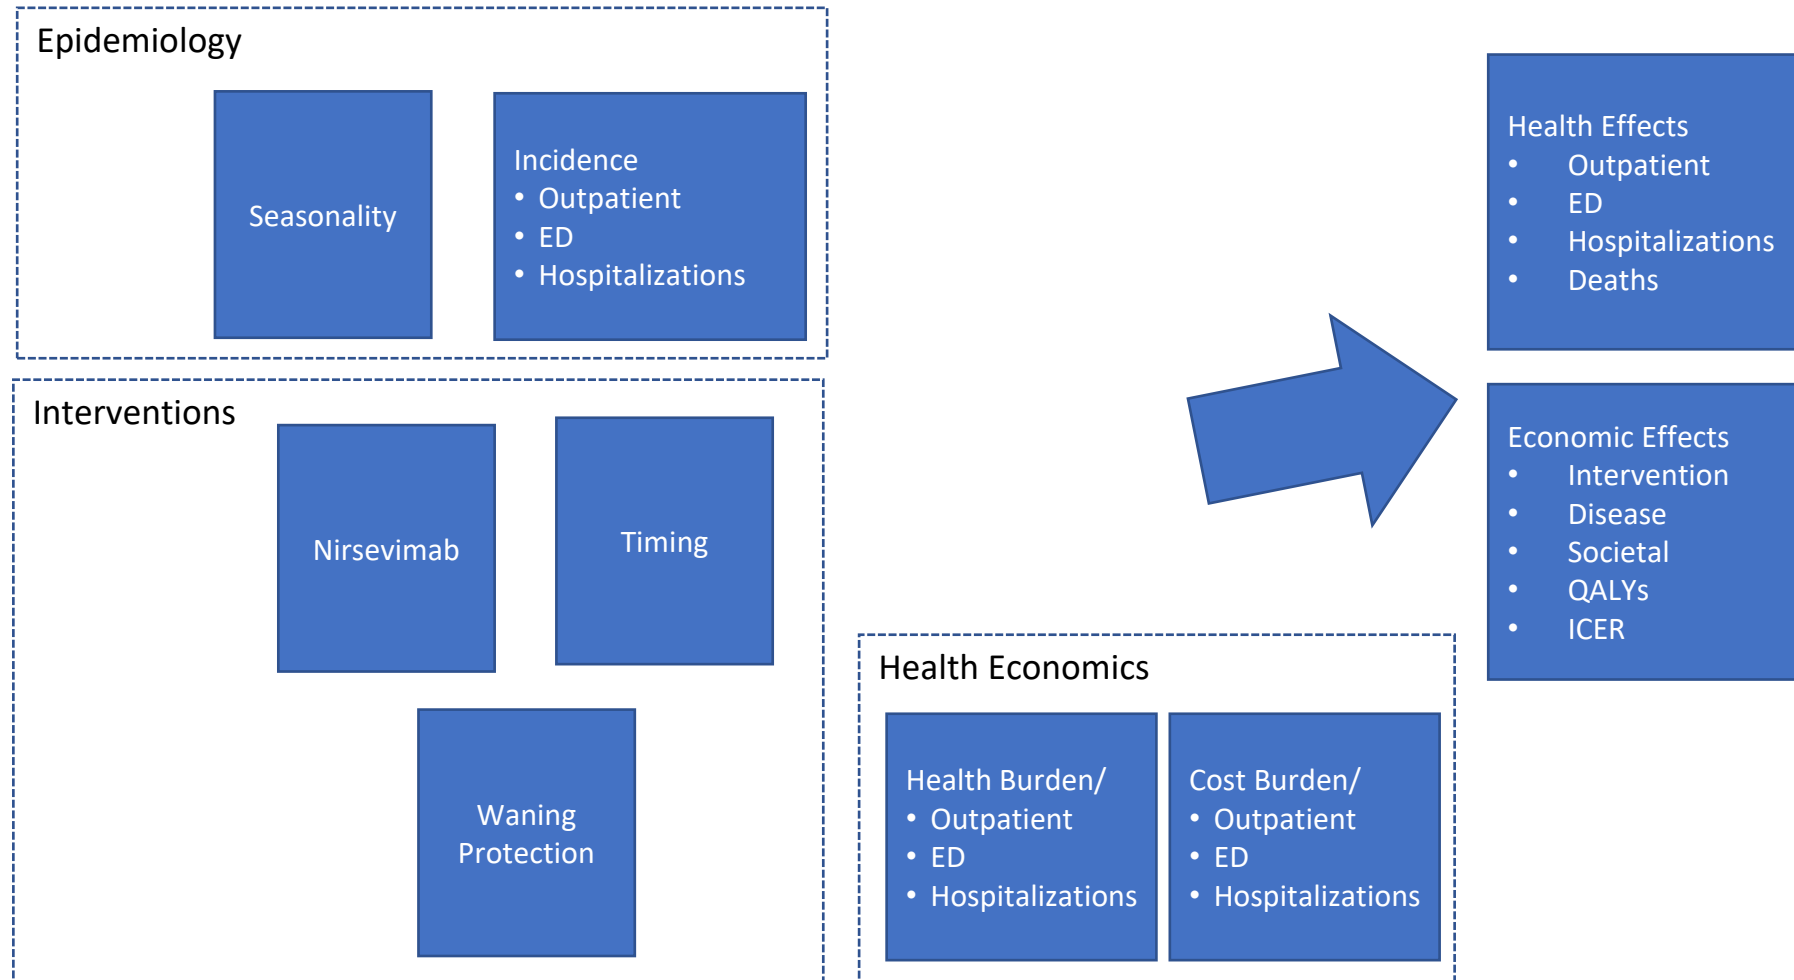 Epidemiology
Seasonality
Incidence
• Outpatient
• ED
• Hospitalizations
Interventions
Nirsevimab
Timing
Waning
Protection
Health Economics
Health Burden/
• Outpatient
• ED
• Hospitalizations
Cost Burden/
• Outpatient
• ED
• Hospitalizations
Health Effects
• Outpatient
• ED
• Hospitalizations
• Deaths
Economic Effects
• Intervention
• Disease
• Societal
• QALYs
• ICER